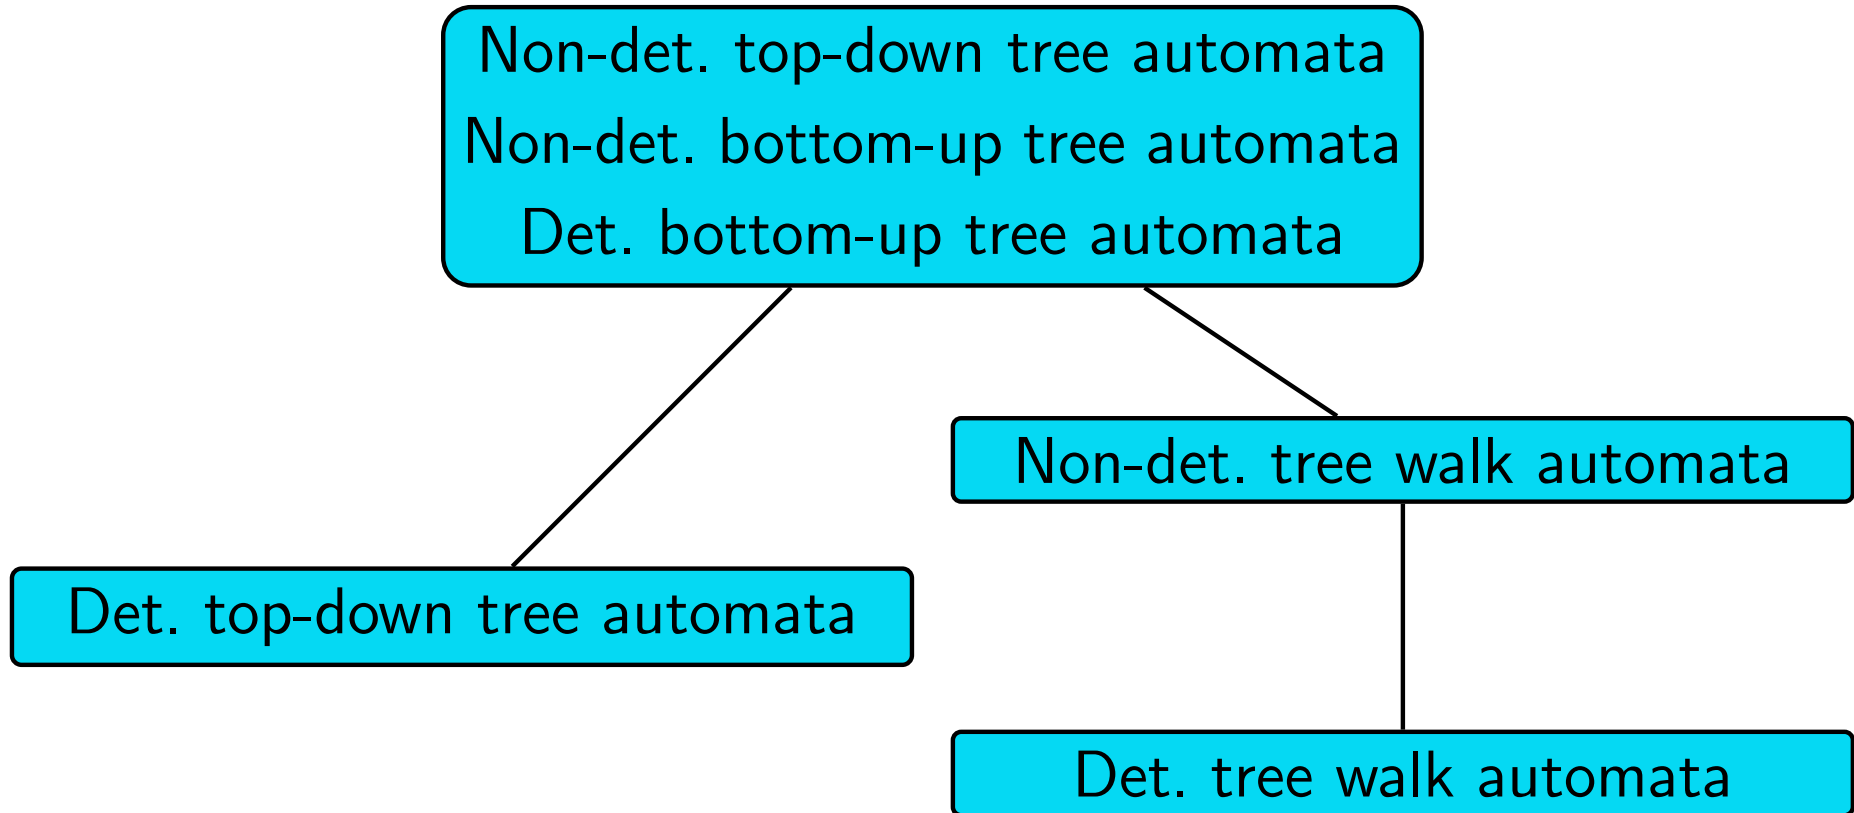 Non-det. top-down tree automata
Non-det. bottom-up tree automata
Det. bottom-up tree automata
Non-det. tree walk automata
Det. top-down tree automata
Det. tree walk automata